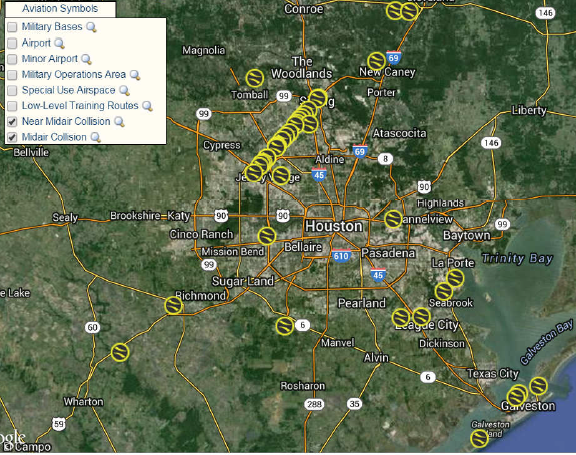 Aviation Symbols
Military Bases
Airport
Minor Airport
Military Operations Area
Special Use Airspace
Low-Level Training Routes
Near Midair Collision
Midair Collision
Conroe
146
69
Magnolia
The
Woodlands
New Caney
Tomball
99
Porter
99
Liberty
Atascocita
Cypress
69
146
Bellville
Aldine
8
45
90
Highlands
Sealy
Brookshire
Katy
90
90
Houston
99
Cinco Ranch
Baytown
Mission Bend
Bellaire
610
Pasadena
Trinity Bay
99
La Porte
45
Sugar Land
Richmond
Pearland
Seabrook
60
6
League City
Manvel
Dickinson
Galveston Bay
Alvin
Texas City
6
Rosharon
Wharton
288
35
Galveston
59
Galveston